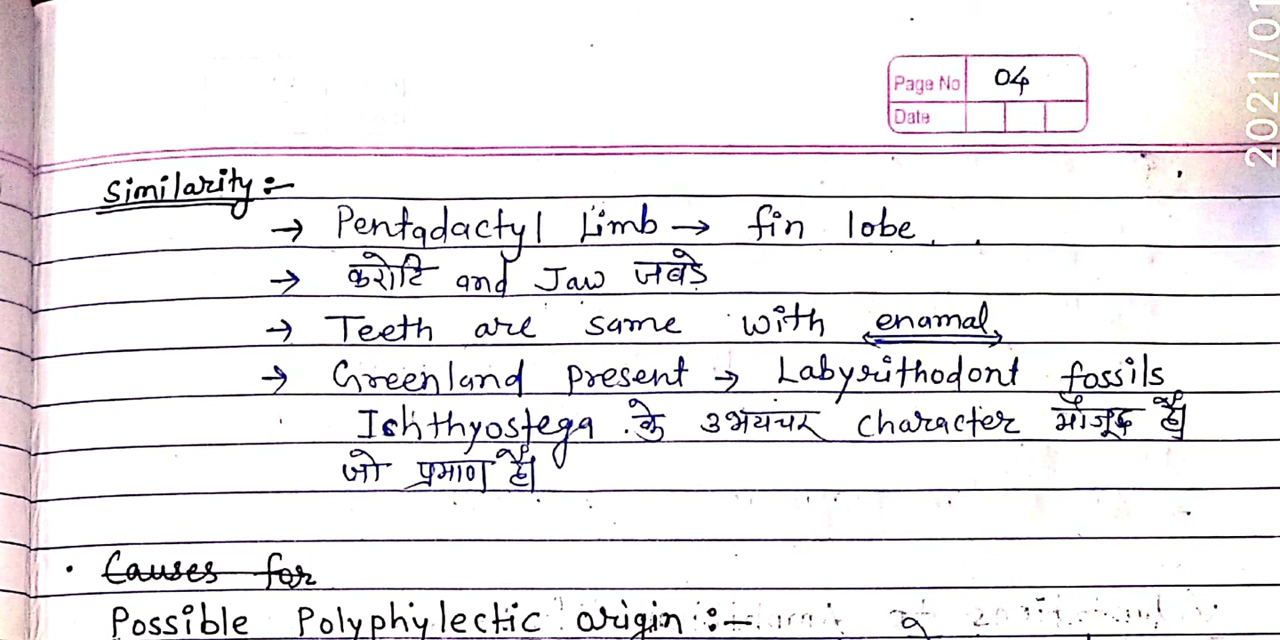 2021/01
Page No 04
Date
Similarity :-
→ Pentadactyl Limb → fin lobe
→ करोटि and Jaw जबड़े
→ Teeth are same with enamal
→ Greenland present → Labyrithodont fossils
Ichthyostega के उभयचर character मौजूद हैं।
जो प्रमाण हैं।
• Causes for
Possible Polyphylectic origin :-